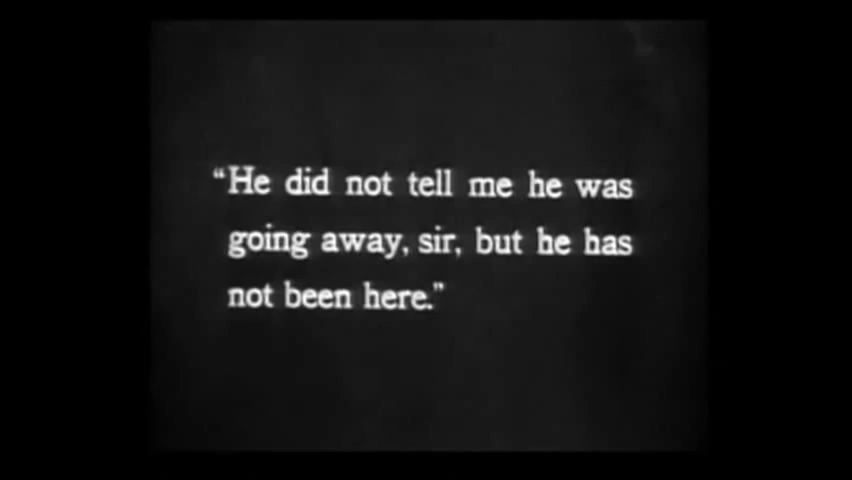 “He did not tell me he was
going away, sir, but he has
not been here.”